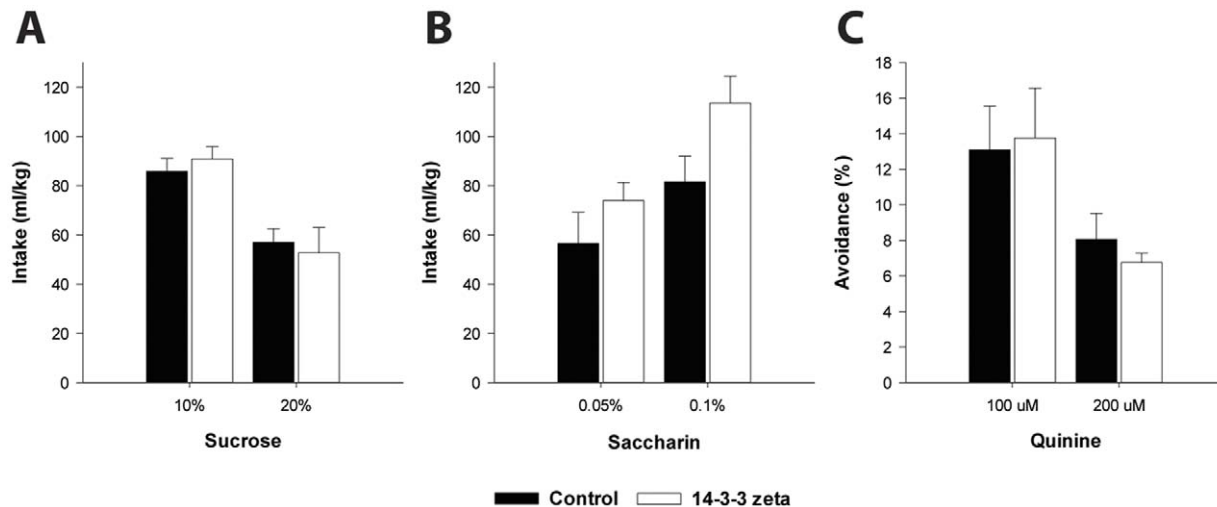 A
B
C
Intake (ml/kg)
120
100
80
60
40
20
0
10%
20%
Sucrose
Intake (ml/kg)
120
100
80
60
40
20
0
0.05%
0.1%
Saccharin
Avoidance (%)
18
16
14
12
10
8
6
4
2
0
100 uM
200 uM
Quinine
Control
14-3-3 zeta